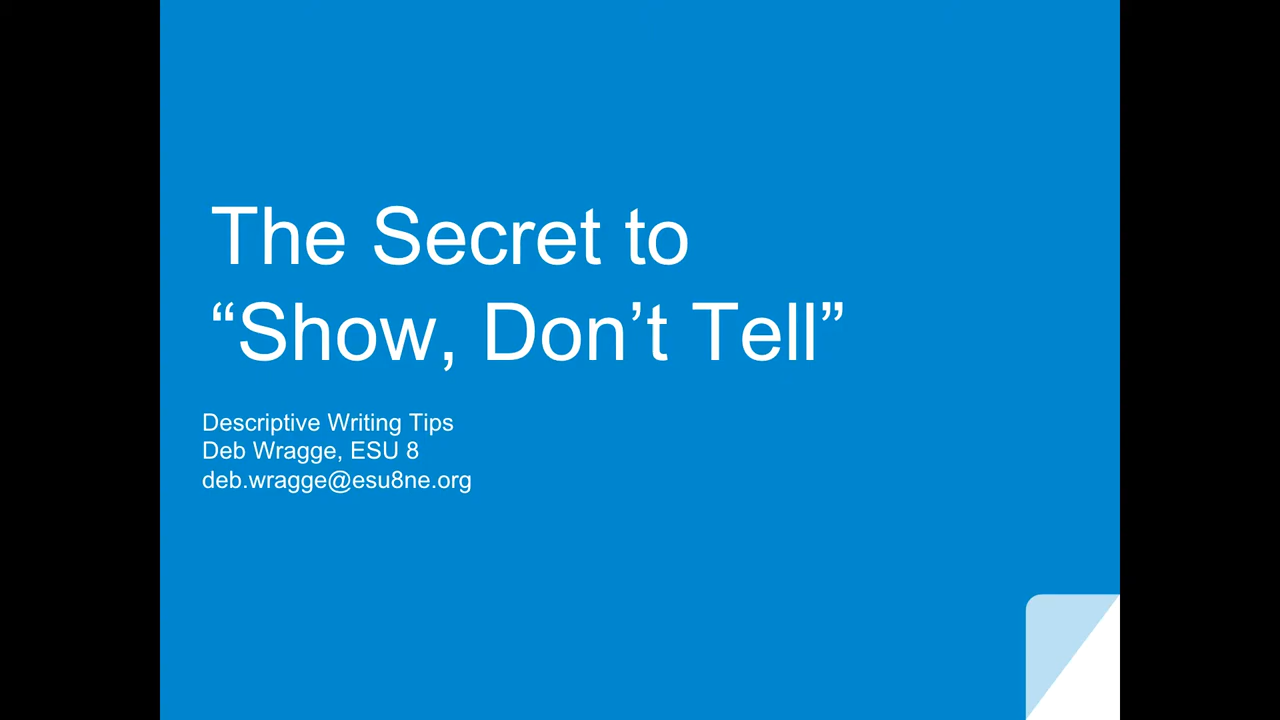 The Secret to
“Show, Don’t Tell”
Descriptive Writing Tips
Deb Wragge, ESU 8
deb.wragge@esu8ne.org